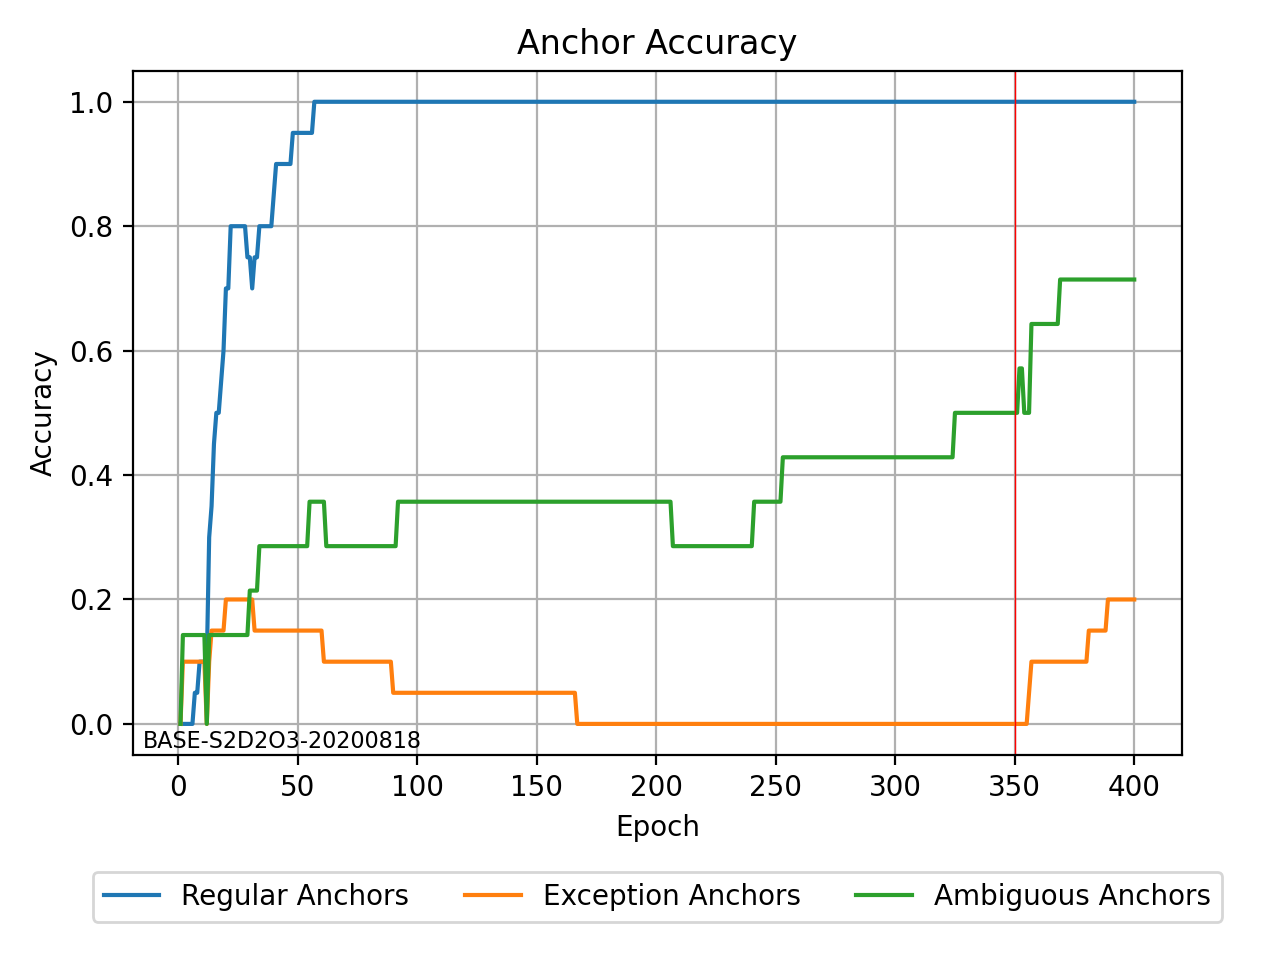 Anchor Accuracy
1.0
0.8
0.6
0.4
0.2
0.0
Accuracy
BASE-S2D2O3-20200818
0 50 100 150 200 250 300 350 400
Epoch
Regular Anchors Exception Anchors Ambiguous Anchors